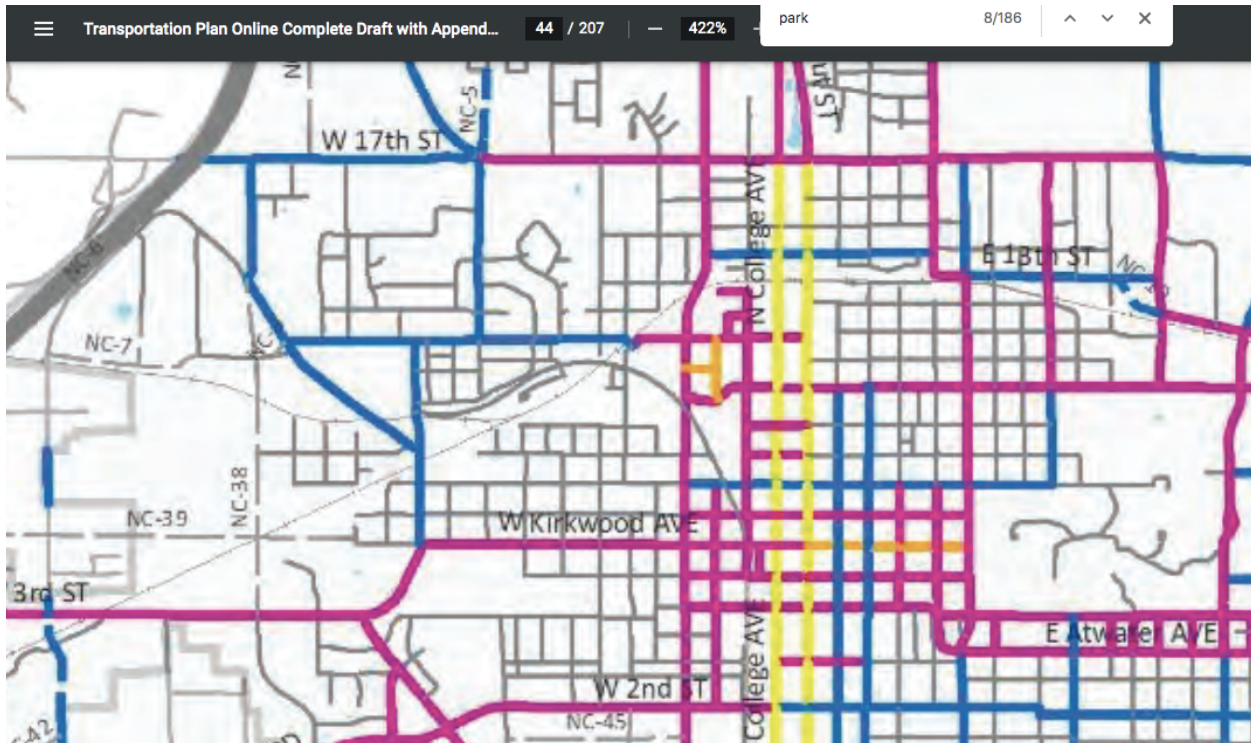 Transportation Plan Online Complete Draft with Append... 44 / 207 — 422% +
park 8/186
NC-5
W 17th ST
N College AVE
E 13th ST
NC-6
NC-7
NC-38
NC-39
W Kirkwood AVE
3rd ST
E Atwater AVE
College AVE
W 2nd ST
NC-45